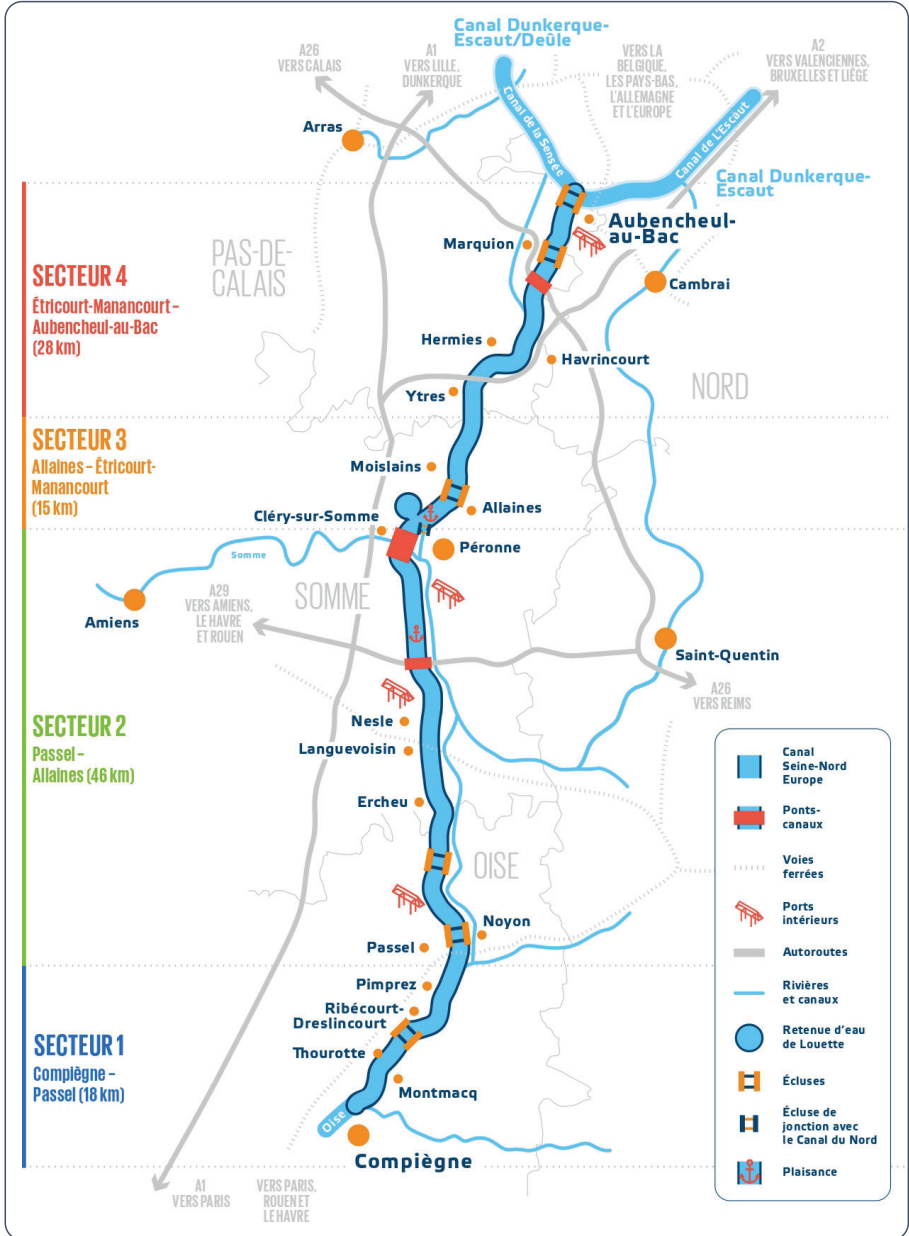 Canal Dunkerque-
Escaut/Deûle
A26
VERS CALAIS
A1
VERS LILLE,
DUNKERQUE
VERS LA
BELGIQUE,
LES PAYS-BAS,
L'ALLEMAGNE
ET L'EUROPE
A2
VERS VALENCIENNES,
BRUXELLES ET LIÈGE
Canal de la Sensée
Canal de L'Escaut
Arras
Canal Dunkerque-
Escaut
Aubencheul-
au-Bac
Marquion
PAS-DE-
CALAIS
SECTEUR 4
Étricourt-Manancourt –
Aubencheul-au-Bac
(28 km)
Cambrai
Hermies
Havrincourt
Ytres
NORD
SECTEUR 3
Allaines – Étricourt-
Manancourt
(15 km)
Moislains
Allaines
Cléry-sur-Somme
Péronne
Somme
Amiens
A29
VERS AMIENS,
LE HAVRE
ET ROUEN
SOMME
Saint-Quentin
A26
VERS REIMS
SECTEUR 2
Passel –
Allaines (46 km)
Nesle
Languevoisin
Ercheu
OISE
Noyon
Passel
Pimprez
Ribécourt-
Dreslincourt
Thourotte
Montmacq
SECTEUR 1
Compiègne –
Passel (18 km)
Oise
Compiègne
A1
VERS PARIS
VERS PARIS,
ROUEN ET
LE HAVRE
Canal
Seine-Nord
Europe
Ponts-
canaux
Voies
ferrées
Ports
intérieurs
Autoroutes
Rivières
et canaux
Retenue d'eau
de Louette
Écluses
Écluse de
jonction avec
le Canal du Nord
Plaisance